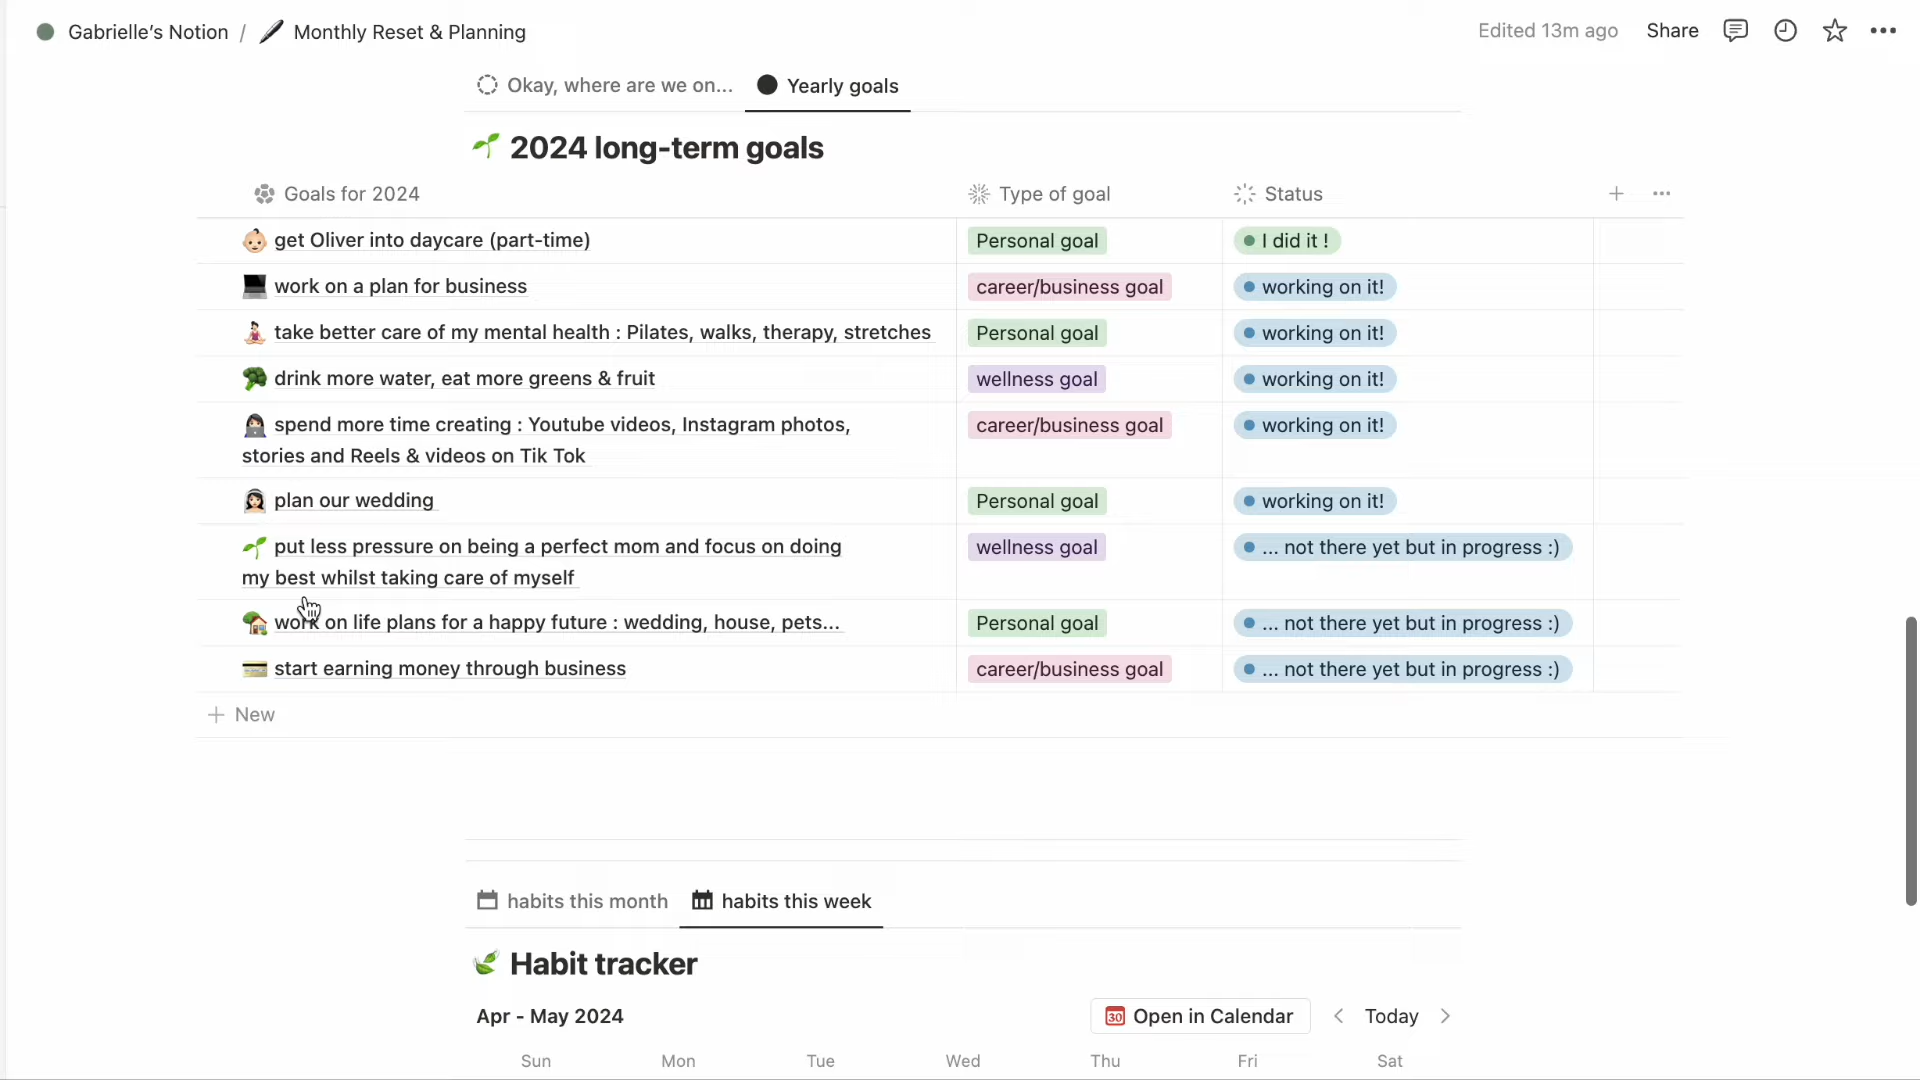 Gabrielle's Notion / Monthly Reset & Planning
Edited 13m ago Share
Okay, where are we on... Yearly goals
2024 long-term goals
Goals for 2024 Type of goal Status
get Oliver into daycare (part-time) Personal goal I did it !
work on a plan for business career/business goal working on it!
take better care of my mental health : Pilates, walks, therapy, stretches Personal goal working on it!
drink more water, eat more greens & fruit wellness goal working on it!
spend more time creating : Youtube videos, Instagram photos, career/business goal working on it!
stories and Reels & videos on Tik Tok
plan our wedding Personal goal working on it!
put less pressure on being a perfect mom and focus on doing wellness goal ... not there yet but in progress :)
my best whilst taking care of myself
work on life plans for a happy future : wedding, house, pets... Personal goal ... not there yet but in progress :)
start earning money through business career/business goal ... not there yet but in progress :)
+ New
habits this month habits this week
Habit tracker
Apr - May 2024 30 Open in Calendar < Today >
Sun Mon Tue Wed Thu Fri Sat